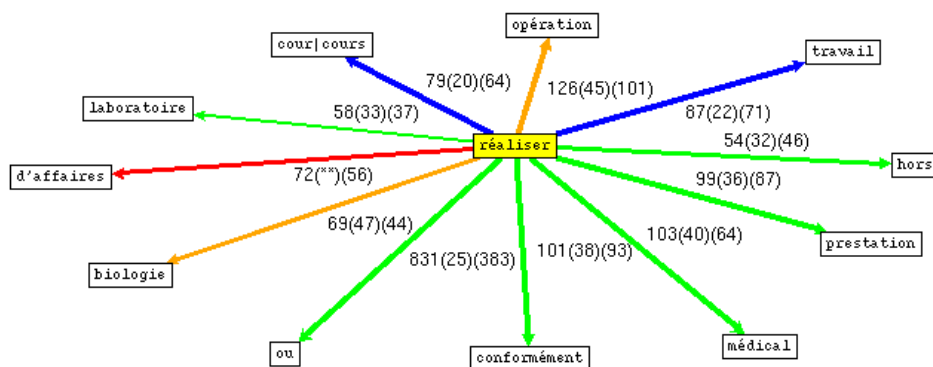 opération
cour|cours
travail
79(20)(64)
126(45)(101)
laboratoire
58(33)(37)
87(22)(71)
réaliser
54(32)(46)
hors
d'affaires
72(**)(56)
99(36)(87)
69(47)(44)
103(40)(64)
prestation
831(25)(383)
101(38)(93)
biologie
ou
conformément
médical